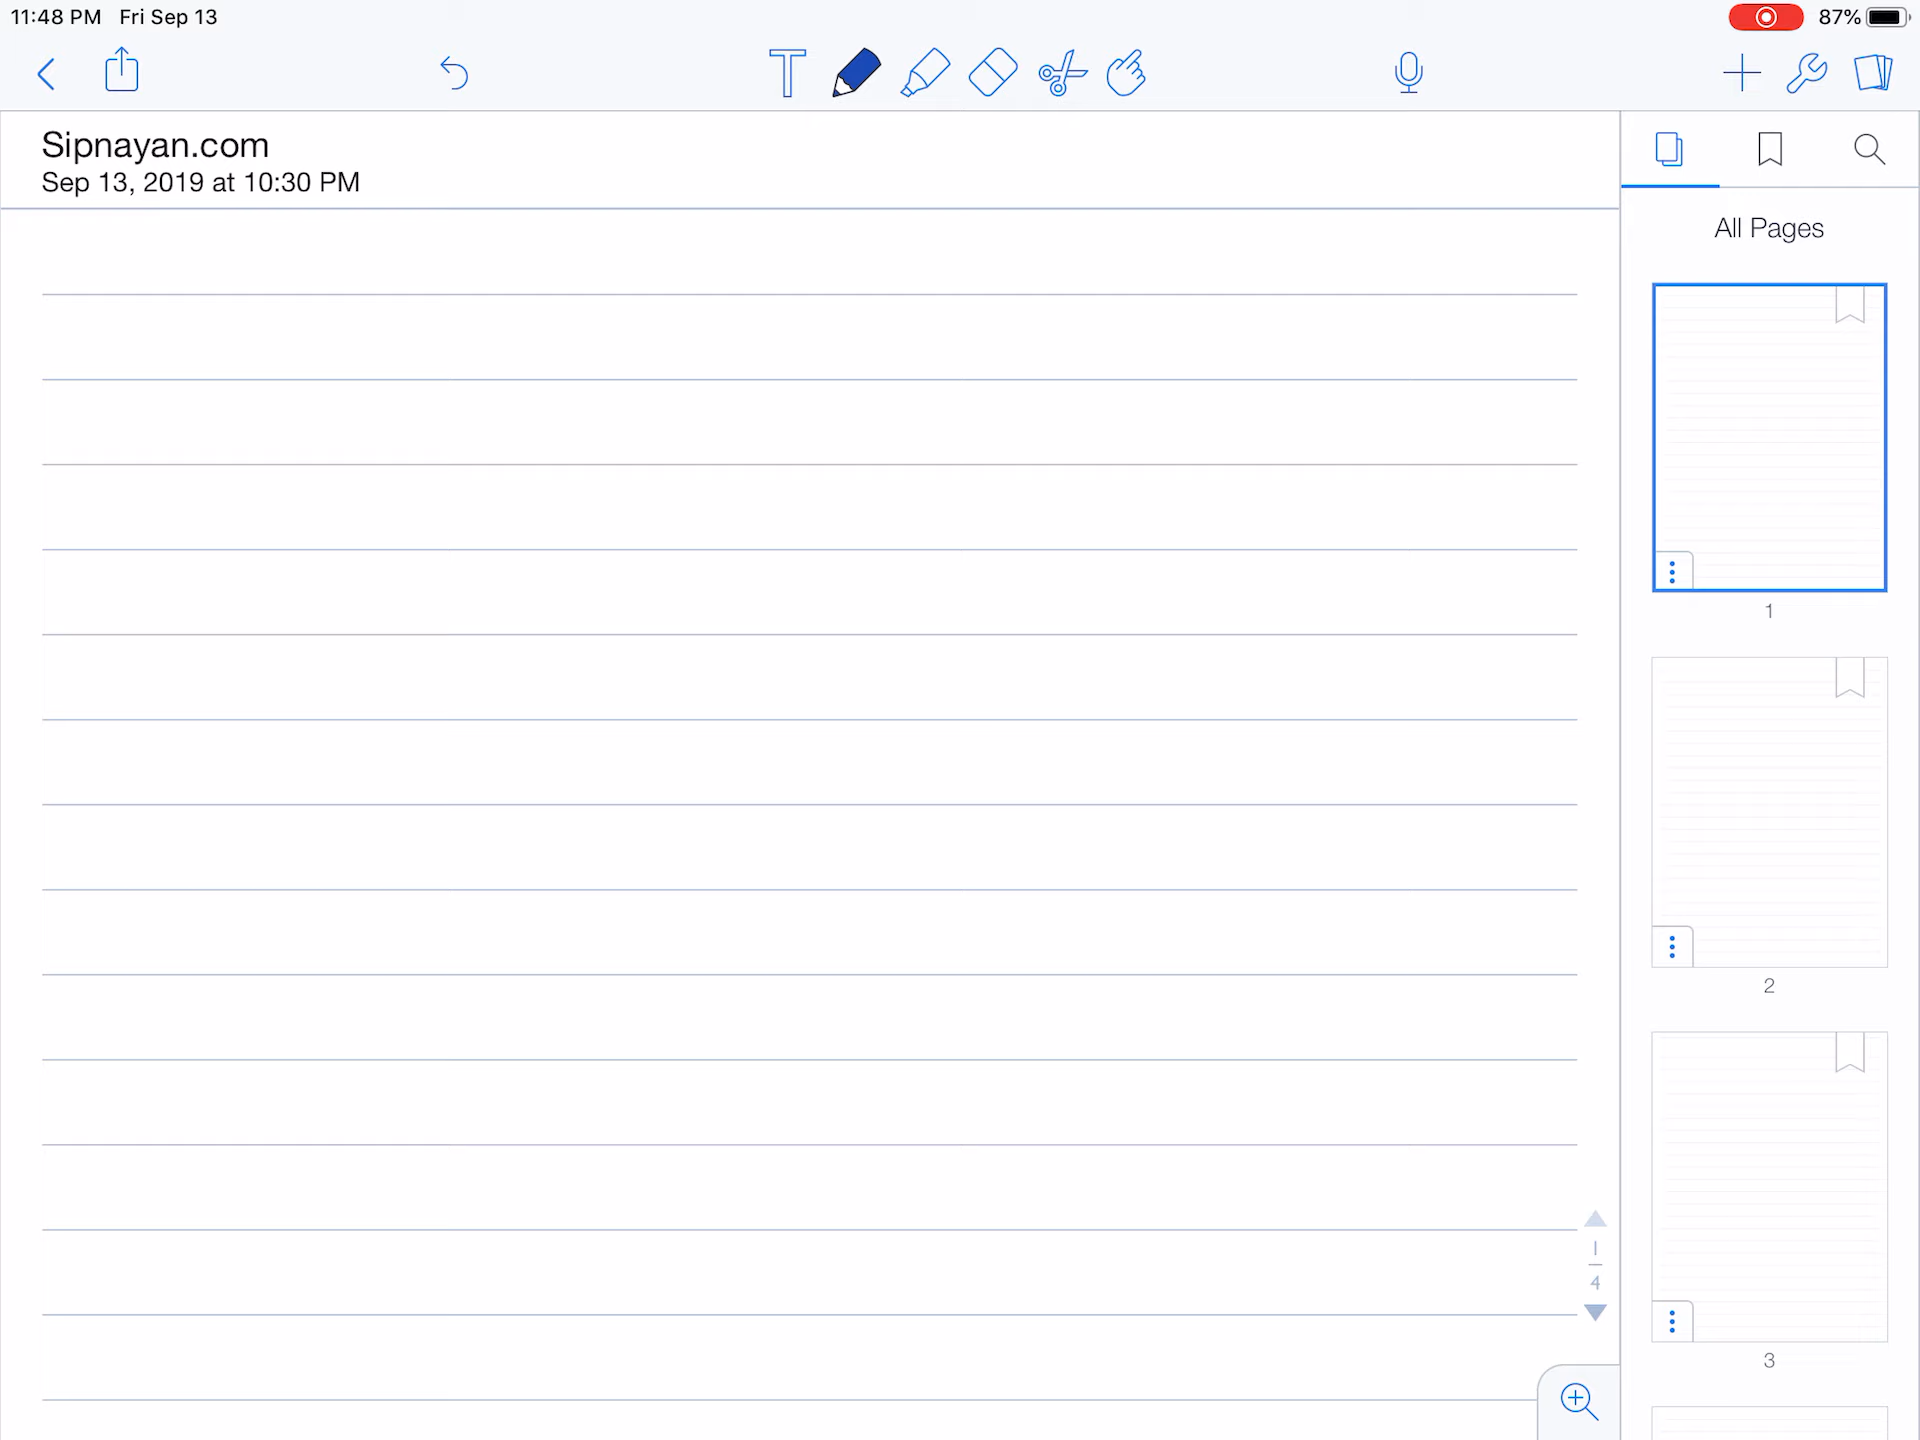 11:48 PM Fri Sep 13
87%
T
Sipnayan.com
Sep 13, 2019 at 10:30 PM
All Pages
1
2
1
4
3